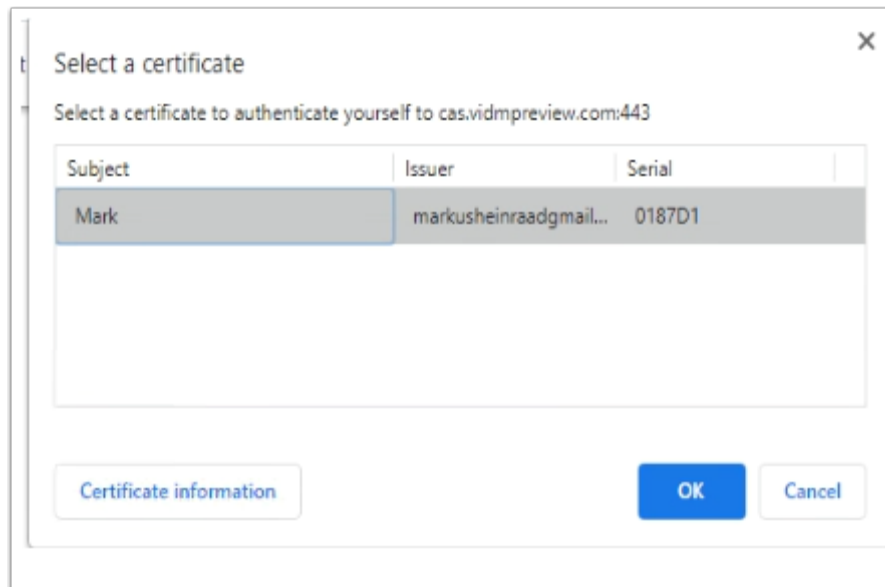 t
Select a certificate
Select a certificate to authenticate yourself to cas.vidmpreview.com:443
Subject Issuer Serial
Mark markusheinraadgmail... 0187D1
Certificate information OK Cancel